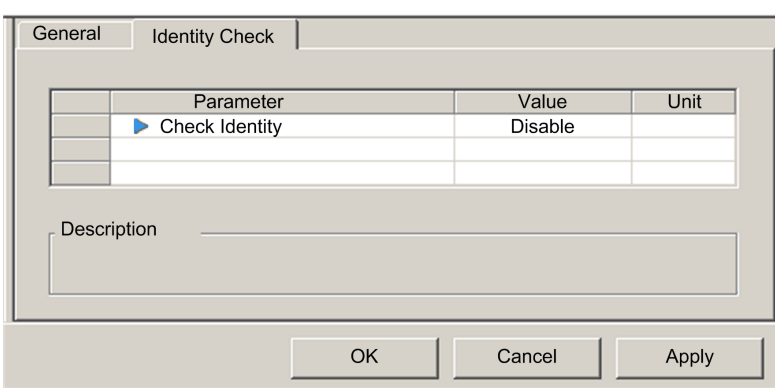 General Identity Check
Parameter Value Unit
Check Identity Disable
Description
OK Cancel Apply